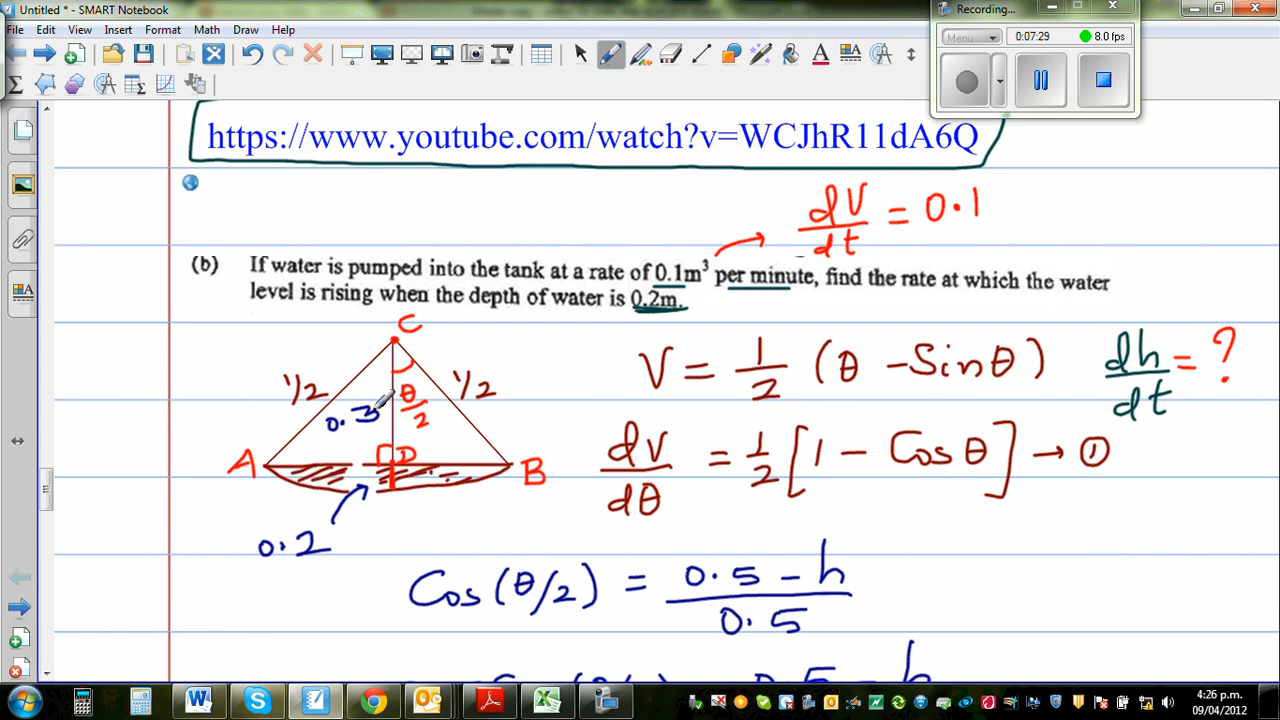 Untitled * - SMART Notebook
Recording...
File Edit View Insert Format Math Draw Help
Menu
0:07:29
8.0 fps
https://www.youtube.com/watch?v=WCJhR11dA6Q
dV/dt = 0.1
(b) If water is pumped into the tank at a rate of 0.1m³ per minute, find the rate at which the water
level is rising when the depth of water is 0.2m.
C
1/2
1/2
θ/2
0.3
A
D
B
0.2
V = 1/2 (θ - Sinθ)
dh/dt = ?
dV/dθ = 1/2 [1 - Cosθ] → ①
Cos(θ/2) = 0.5 - h / 0.5
0.5 - h
4:26 p.m.
09/04/2012